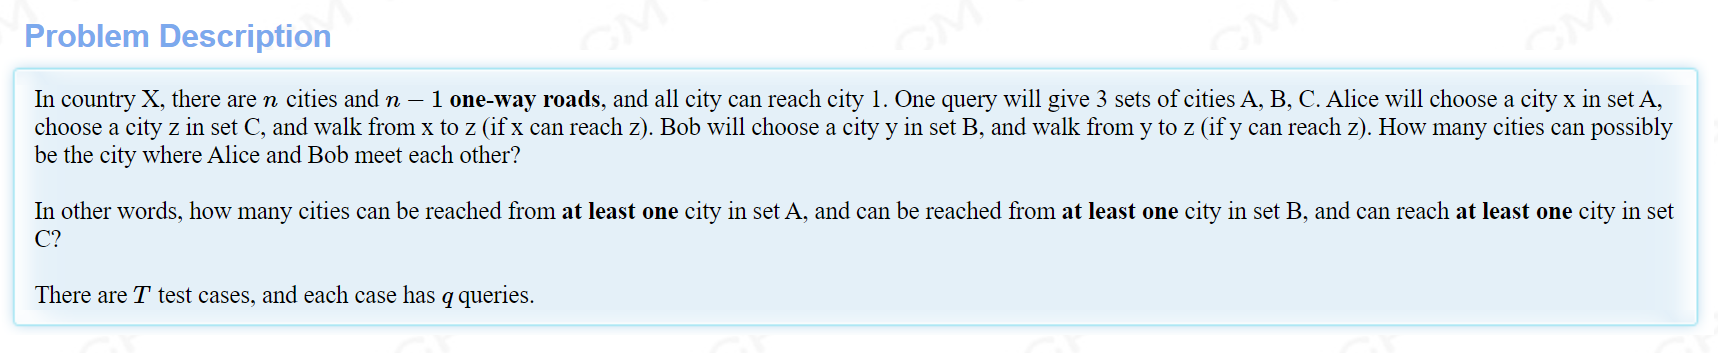 Problem Description
In country X, there are n cities and n − 1 one-way roads, and all city can reach city 1. One query will give 3 sets of cities A, B, C. Alice will choose a city x in set A,
choose a city z in set C, and walk from x to z (if x can reach z). Bob will choose a city y in set B, and walk from y to z (if y can reach z). How many cities can possibly
be the city where Alice and Bob meet each other?
In other words, how many cities can be reached from at least one city in set A, and can be reached from at least one city in set B, and can reach at least one city in set
C?
There are T test cases, and each case has q queries.